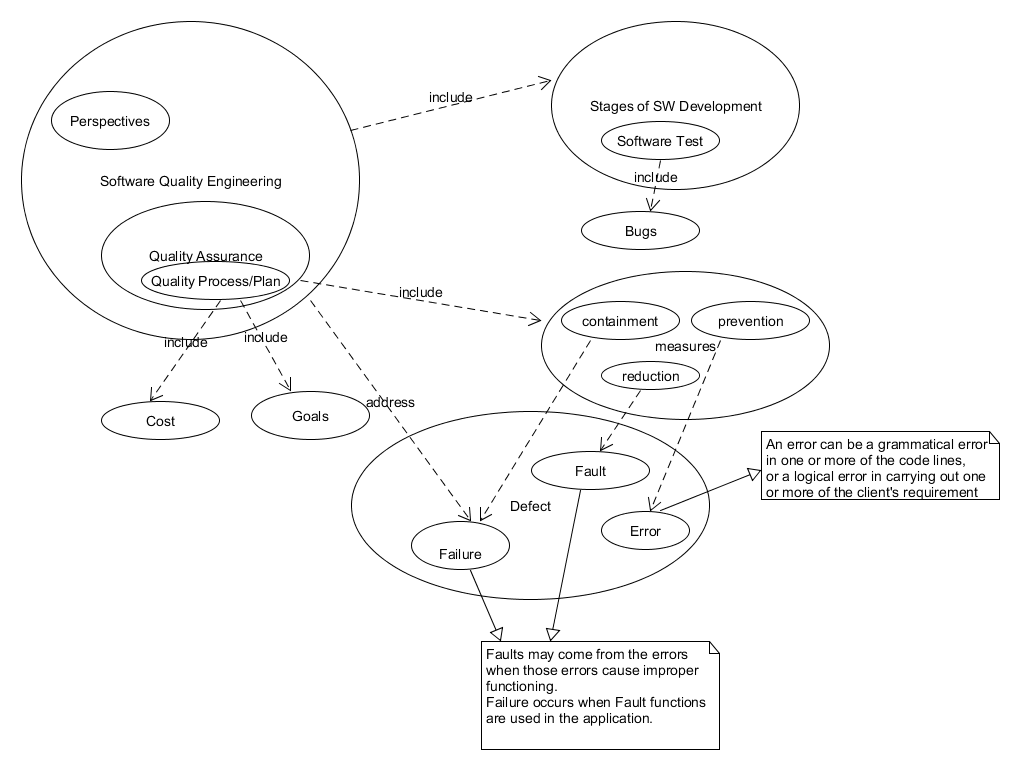 include
Stages of SW Development
Perspectives
Software Test
Software Quality Engineering
include
Bugs
Quality Assurance
Quality Process/Plan
include
containment
prevention
include
include
measures
reduction
address
Cost
Goals
An error can be a grammatical error
in one or more of the code lines,
or a logical error in carrying out one
or more of the client's requirement
Fault
Defect
Error
Failure
Faults may come from the errors
when those errors cause improper
functioning.
Failure occurs when Fault functions
are used in the application.